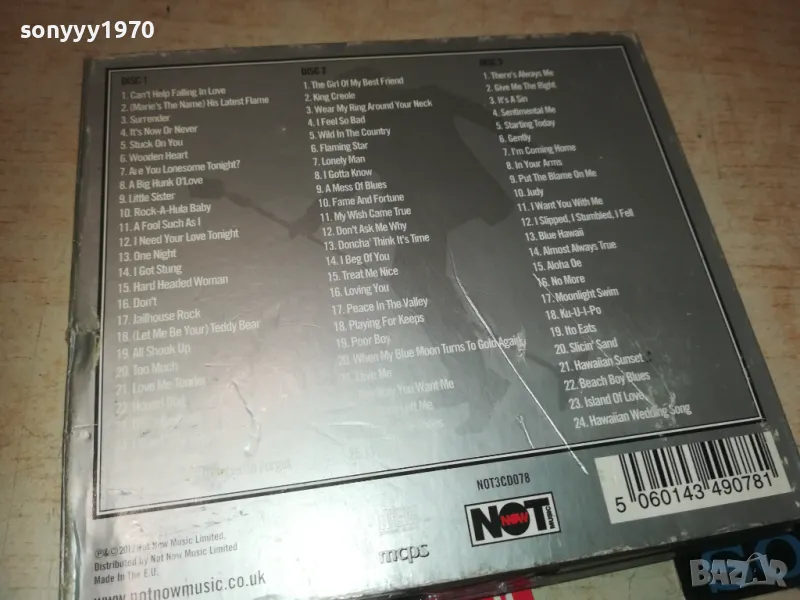 sonyyy1970
DISC 1
1. Can't Help Falling In Love
2. (Marie's The Name) His Latest Flame
3. Surrender
4. It's Now Or Never
5. Stuck On You
6. Wooden Heart
7. Are You Lonesome Tonight?
8. A Big Hunk O'Love
9. Little Sister
10. Rock-A-Hula Baby
11. A Fool Such As I
12. I Need Your Love Tonight
13. One Night
14. I Got Stung
15. Hard Headed Woman
16. Don't
17. Jailhouse Rock
18. (Let Me Be Your) Teddy Bear
19. All Shook Up
20. Too Much
21. Love Me Tender
DISC 2
1. The Girl Of My Best Friend
2. King Creole
3. Wear My Ring Around Your Neck
4. I Feel So Bad
5. Wild In The Country
6. Flaming Star
7. Lonely Man
8. I Gotta Know
9. A Mess Of Blues
10. Fame And Fortune
11. My Wish Came True
12. Don't Ask Me Why
13. Doncha' Think It's Time
14. I Beg Of You
15. Treat Me Nice
16. Loving You
17. Peace In The Valley
18. Playing For Keeps
19. Poor Boy
20. When My Blue Moon Turns To Gold Again
21. Love Me
You Want Me
DISC 3
1. There's Always Me
2. Give Me The Right
3. It's A Sin
4. Sentimental Me
5. Starting Today
6. Gently
7. I'm Coming Home
8. In Your Arms
9. Put The Blame On Me
10. Judy
11. I Want You With Me
12. I Slipped, I Stumbled, I Fell
13. Blue Hawaii
14. Almost Always True
15. Aloha Oe
16. No More
17. Moonlight Swim
18. Ku-U-I-Po
19. Ito Eats
20. Slicin' Sand
21. Hawaiian Sunset
22. Beach Boy Blues
23. Island Of Love
24. Hawaiian Wedding Song
NOT3CD078
NOT NOW MUSIC
5 060143 490781
mcps
Not Now Music Limited.
Distributed by Not Now Music Limited.
Made In The E.U.
www.notnowmusic.co.uk
BAZAR